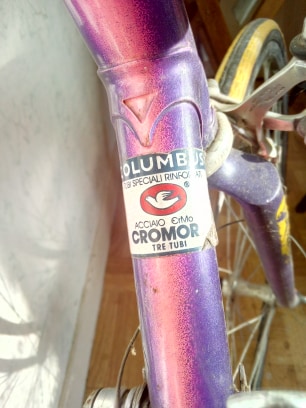 COLUMBUS
TUBI SPECIALI RINFORZATI
®
ACCIAIO CrMo
CROMOR
TRE TUBI